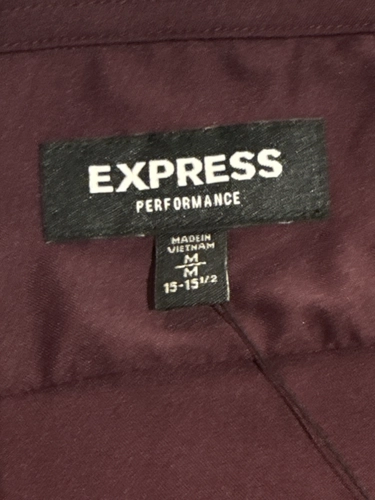 EXPRESS
PERFORMANCE
MADE IN
VIETNAM
M
M
15-15 1/2